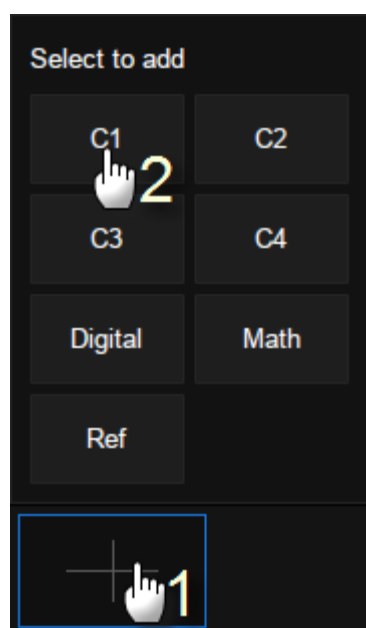 Select to add
C1 C2
2
C3 C4
Digital Math
Ref
1